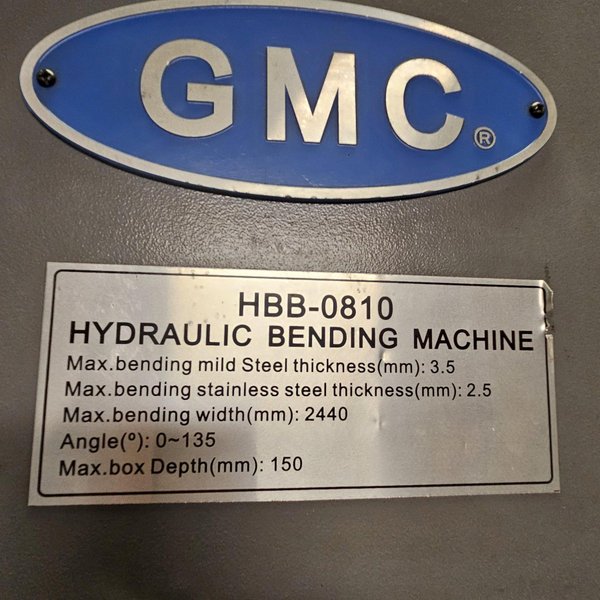 GMC®
HBB-0810
HYDRAULIC BENDING MACHINE
Max.bending mild Steel thickness(mm): 3.5
Max.bending stainless steel thickness(mm): 2.5
Max.bending width(mm): 2440
Angle(º): 0~135
Max.box Depth(mm): 150